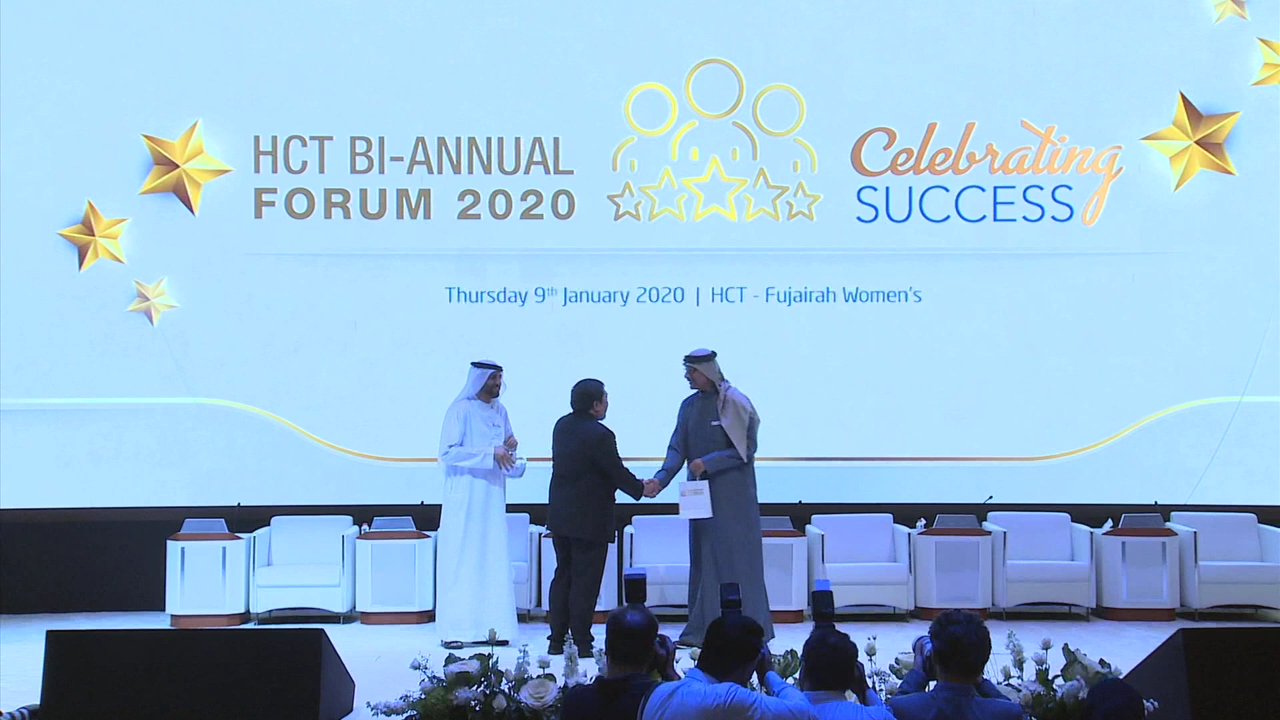 HCT BI-ANNUAL
FORUM 2020
Celebrating
SUCCESS
Thursday 9th January 2020 | HCT - Fujairah Women's